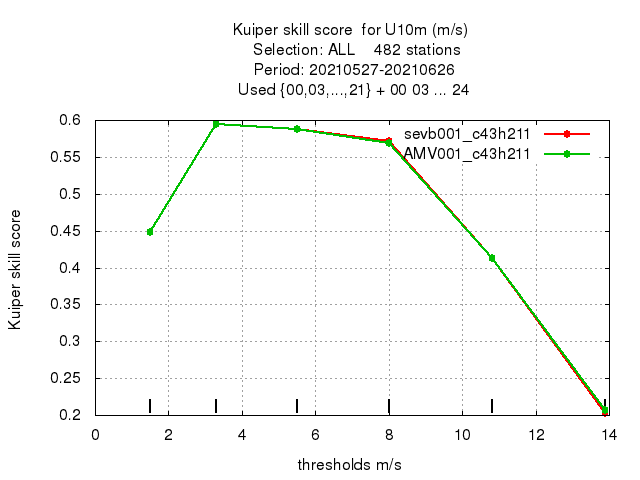 Kuiper skill score  for U10m (m/s)
Selection: ALL    482 stations
Period: 20210527-20210626
Used {00,03,...,21} + 00 03 ... 24
sevb001_c43h211
AMV001_c43h211
0.6
0.55
0.5
0.45
0.4
0.35
0.3
0.25
0.2
Kuiper skill score
0 2 4 6 8 10 12 14
thresholds m/s